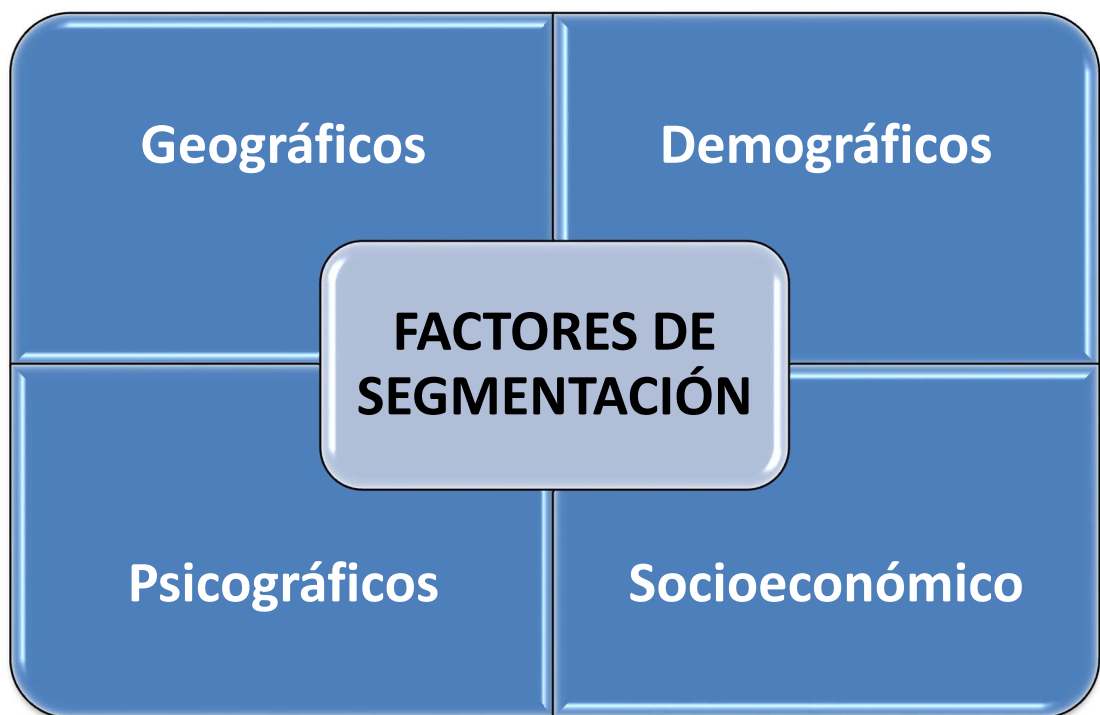 Geográficos
Demográficos
FACTORES DE
SEGMENTACIÓN
Psicográficos
Socioeconómico